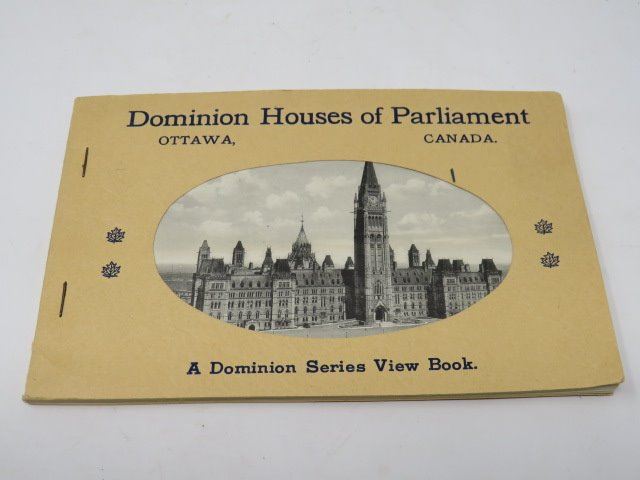 Dominion Houses of Parliament
OTTAWA, CANADA.
A Dominion Series View Book.